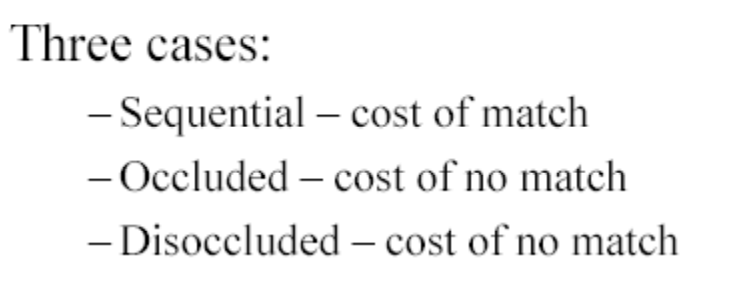 Three cases:
– Sequential – cost of match
– Occluded – cost of no match
– Disoccluded – cost of no match